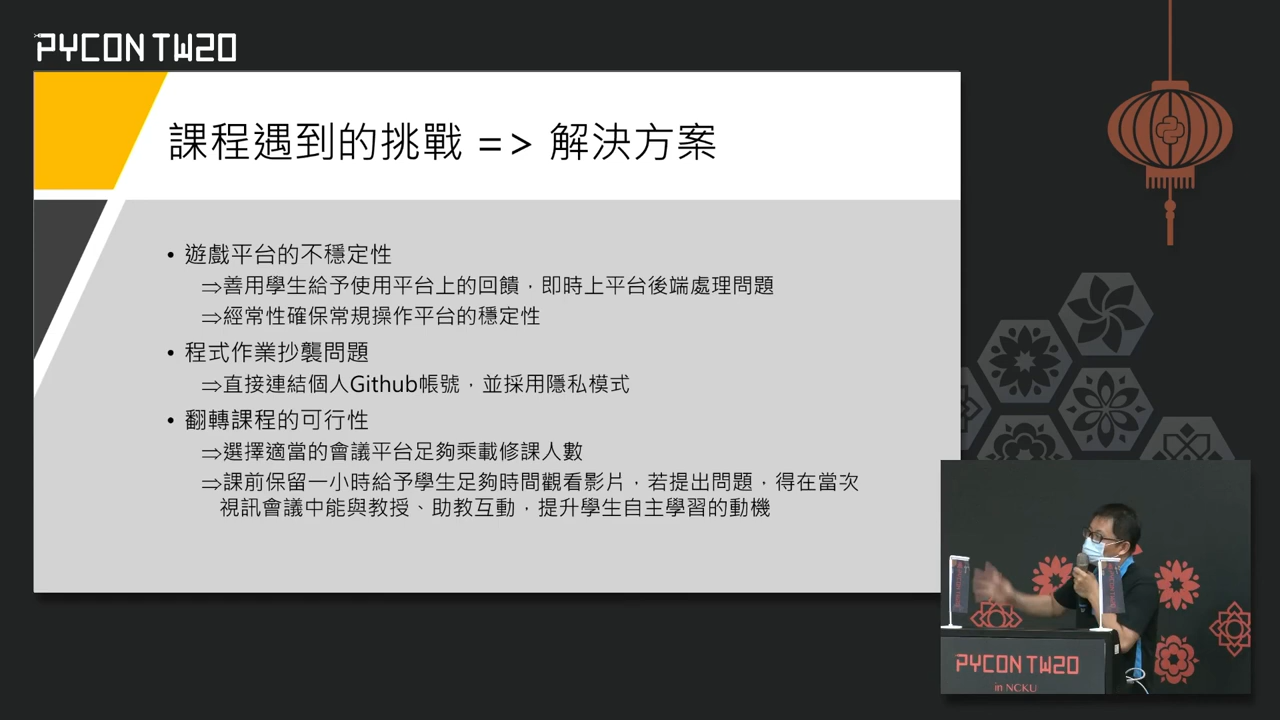 PYCON TW20
課程遇到的挑戰 => 解決方案
• 遊戲平台的不穩定性
⇒善用學生給予使用平台上的回饋，即時上平台後端處理問題
⇒經常性確保常規操作平台的穩定性
• 程式作業抄襲問題
⇒直接連結個人Github帳號，並採用隱私模式
• 翻轉課程的可行性
⇒選擇適當的會議平台足夠乘載修課人數
⇒課前保留一小時給予學生足夠時間觀看影片，若提出問題，得在當次
視訊會議中能與教授、助教互動，提升學生自主學習的動機
PYCON TW20
in NCKU